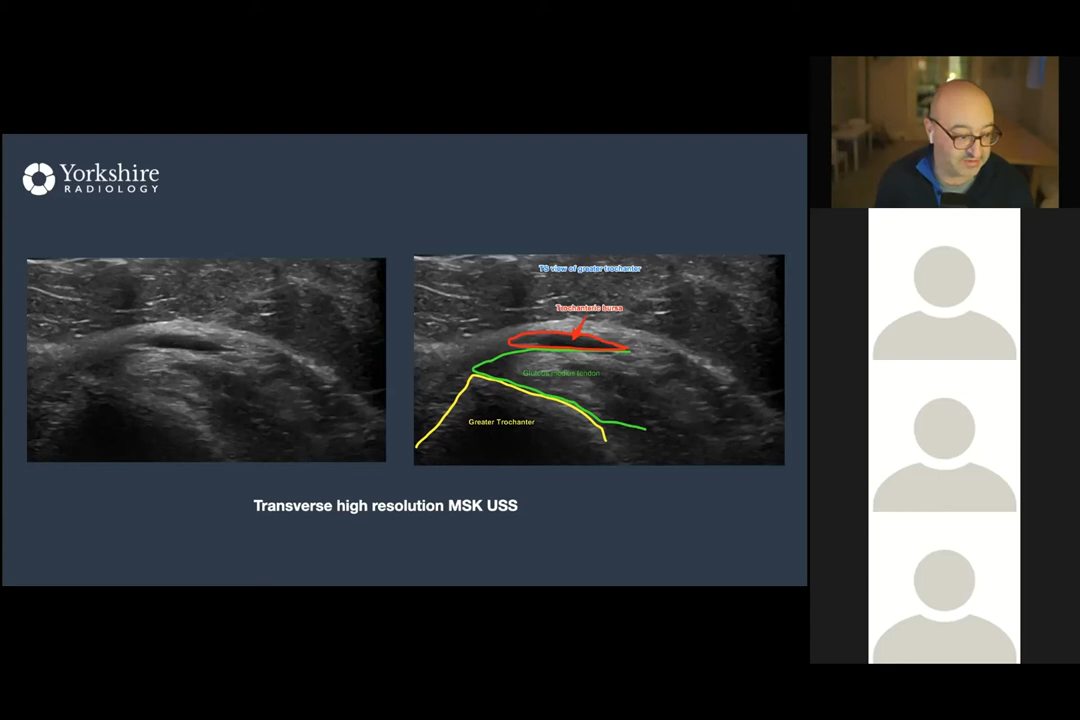 Yorkshire
RADIOLOGY
TS view of greater trochanter
Trochanteric bursa
Gluteus medius tendon
Greater Trochanter
Transverse high resolution MSK USS